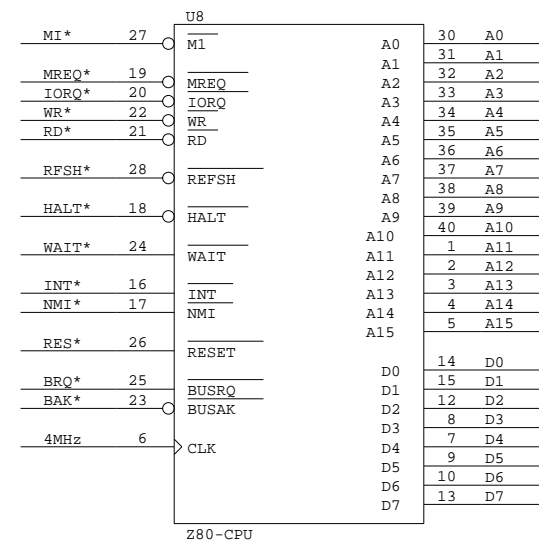 U8
MI* 27 M1 A0 30 A0
A1 31 A1
MREQ* 19 MREQ A2 32 A2
IORQ* 20 IORQ A3 33 A3
WR* 22 WR A4 34 A4
RD* 21 RD A5 35 A5
A6 36 A6
RFSH* 28 REFSH A7 37 A7
A8 38 A8
HALT* 18 HALT A9 39 A9
A10 40 A10
WAIT* 24 WAIT A11 1 A11
A12 2 A12
INT* 16 INT A13 3 A13
NMI* 17 NMI A14 4 A14
A15 5 A15
RES* 26 RESET
D0 14 D0
BRQ* 25 BUSRQ D1 15 D1
BAK* 23 BUSAK D2 12 D2
D3 8 D3
4MHz 6 CLK D4 7 D4
D5 9 D5
D6 10 D6
D7 13 D7
Z80-CPU